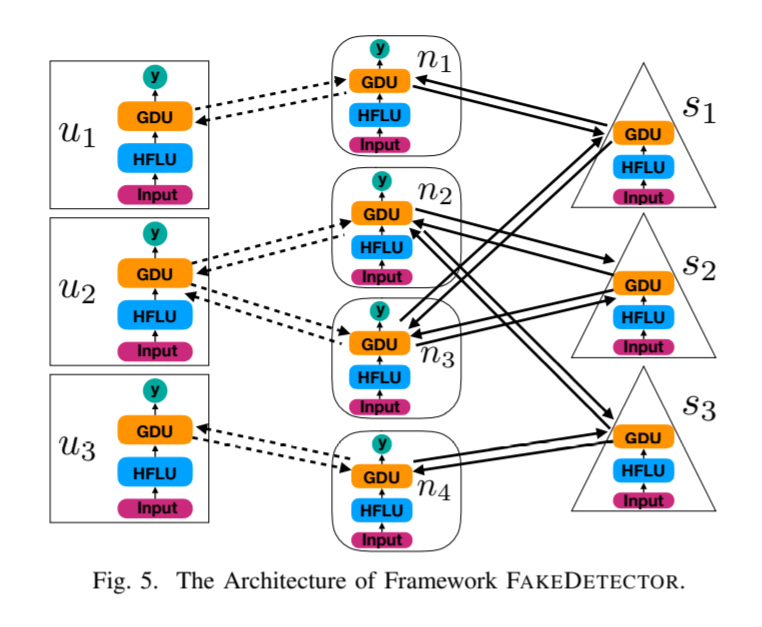 y
GDU
HFLU
Input
u1
y
GDU
HFLU
Input
u2
y
GDU
HFLU
Input
u3
y
GDU
HFLU
Input
n1
y
GDU
HFLU
Input
n2
y
GDU
HFLU
Input
n3
y
GDU
HFLU
Input
n4
GDU
HFLU
Input
s1
GDU
HFLU
Input
s2
GDU
HFLU
Input
s3
Fig. 5. The Architecture of Framework FAKEDETECTOR.